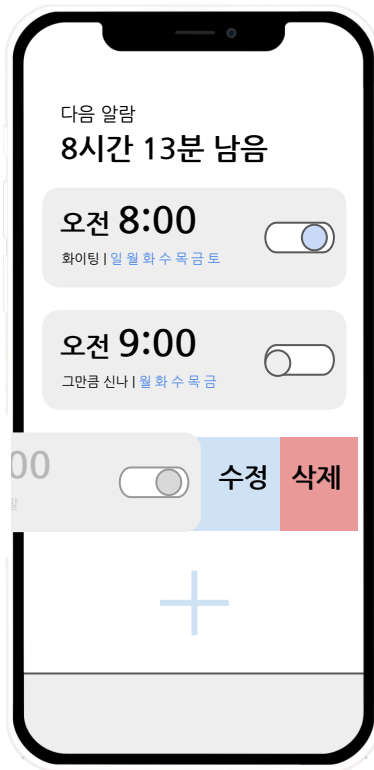 다음 알람
8시간 13분 남음
오전 8:00
화이팅 | 일 월 화 수 목 금 토
오전 9:00
그만큼 신나 | 월 화 수 목 금
00
수정 삭제